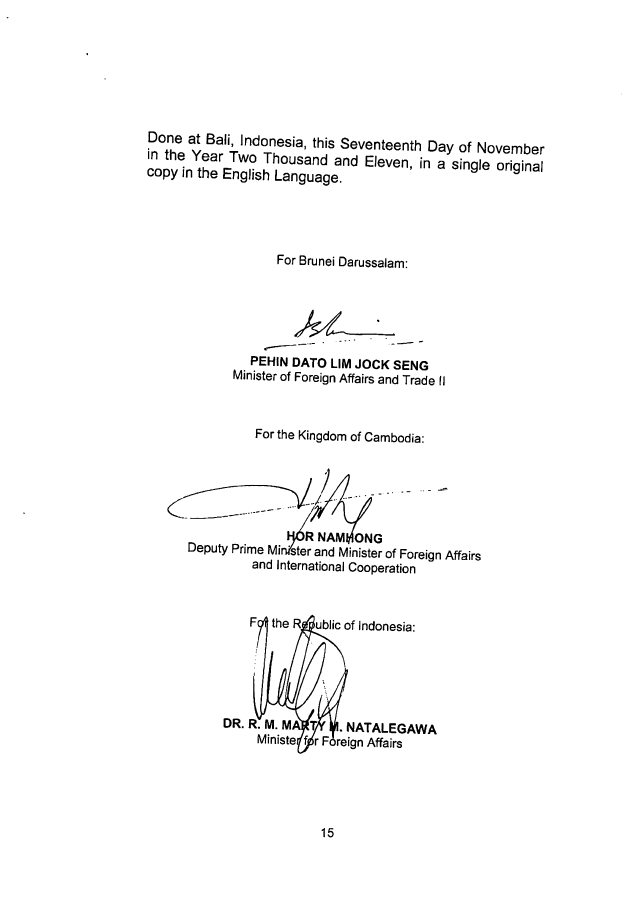 Done at Bali, Indonesia, this Seventeenth Day of November
in the Year Two Thousand and Eleven, in a single original
copy in the English Language.
For Brunei Darussalam:
PEHIN DATO LIM JOCK SENG
Minister of Foreign Affairs and Trade II
For the Kingdom of Cambodia:
HOR NAMHONG
Deputy Prime Minister and Minister of Foreign Affairs
and International Cooperation
For the Republic of Indonesia:
DR. R. M. MARTY M. NATALEGAWA
Minister for Foreign Affairs
15